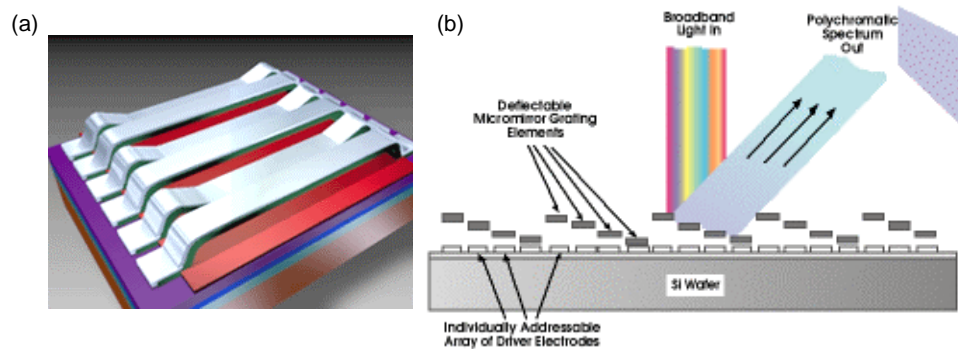 (a)
(b)
Broadband
Light In
Polychromatic
Spectrum
Out
Deflectable
Micromirror Grating
Elements
Si Wafer
Individually Addressable
Array of Driver Electrodes